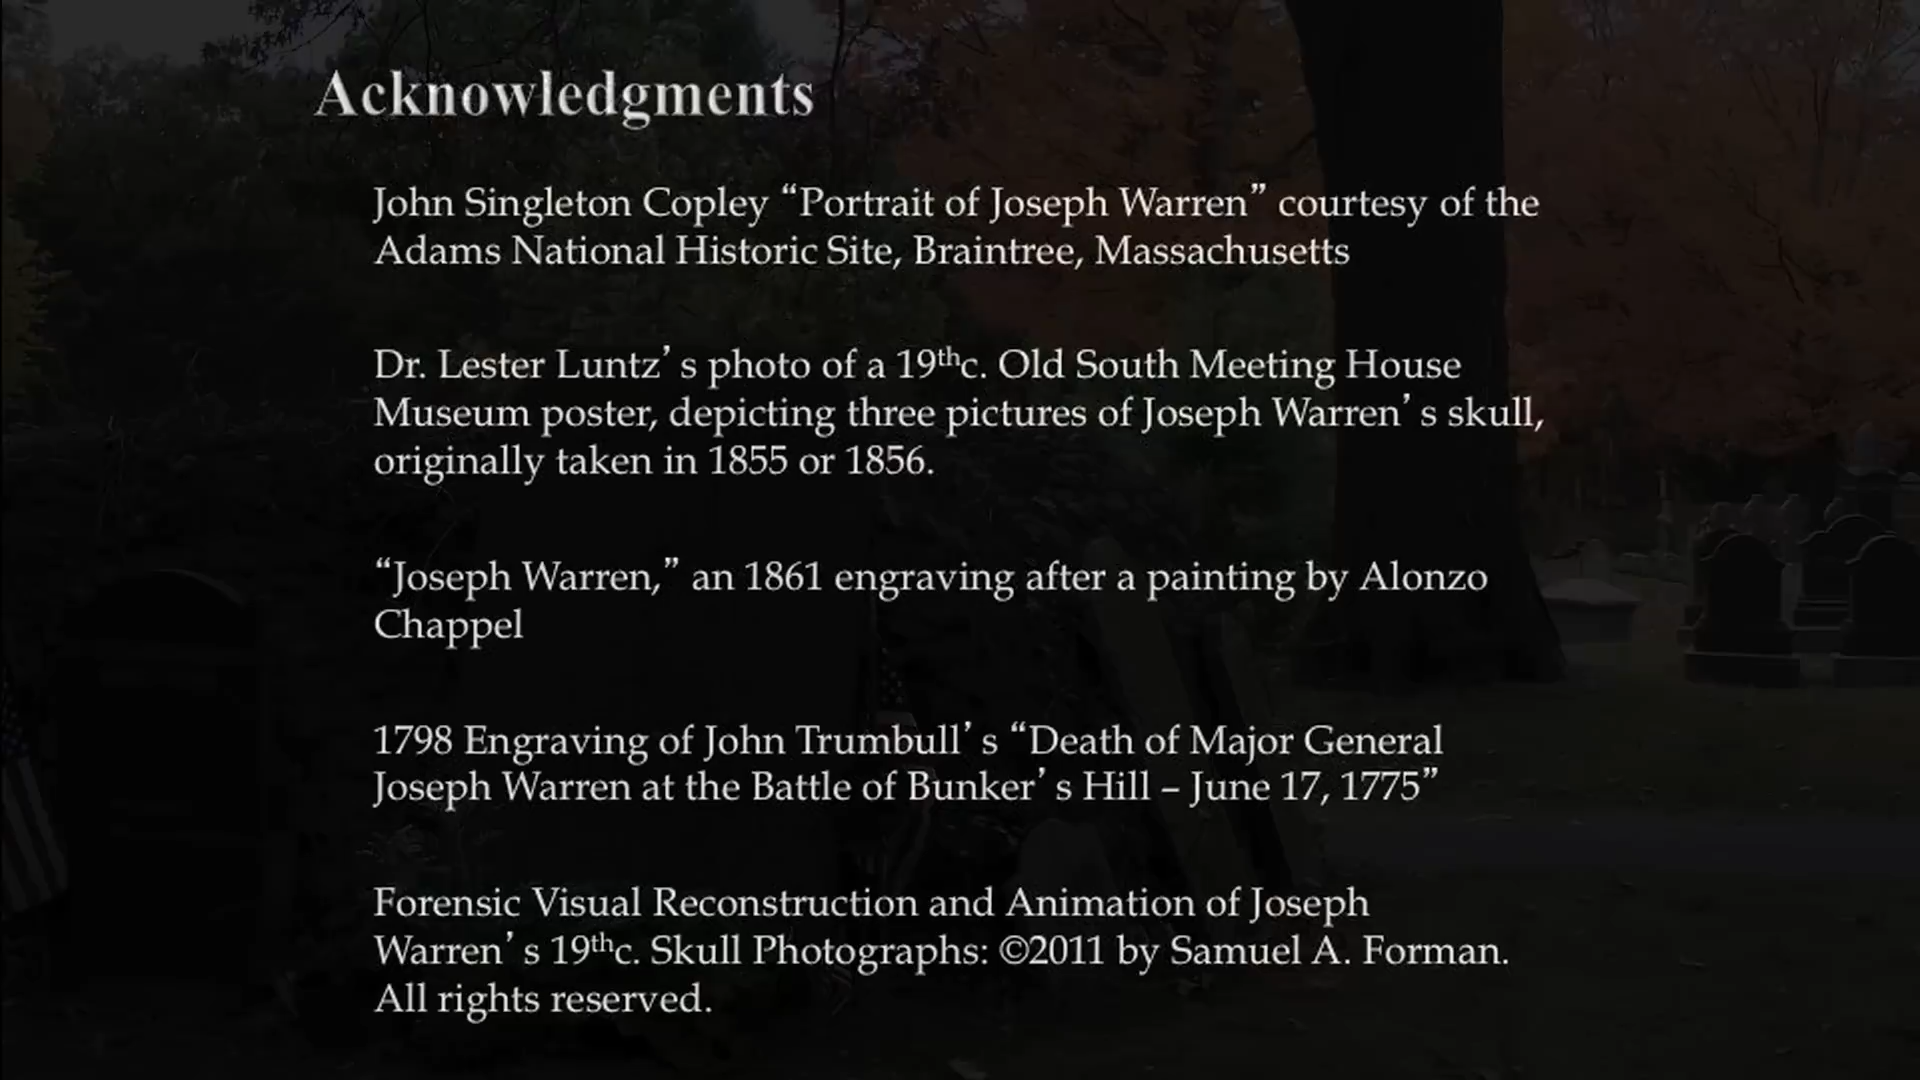 Acknowledgments
John Singleton Copley “Portrait of Joseph Warren” courtesy of the
Adams National Historic Site, Braintree, Massachusetts
Dr. Lester Luntz’s photo of a 19thc. Old South Meeting House
Museum poster, depicting three pictures of Joseph Warren’s skull,
originally taken in 1855 or 1856.
“Joseph Warren,” an 1861 engraving after a painting by Alonzo
Chappel
1798 Engraving of John Trumbull’s “Death of Major General
Joseph Warren at the Battle of Bunker’s Hill – June 17, 1775”
Forensic Visual Reconstruction and Animation of Joseph
Warren’s 19thc. Skull Photographs: ©2011 by Samuel A. Forman.
All rights reserved.